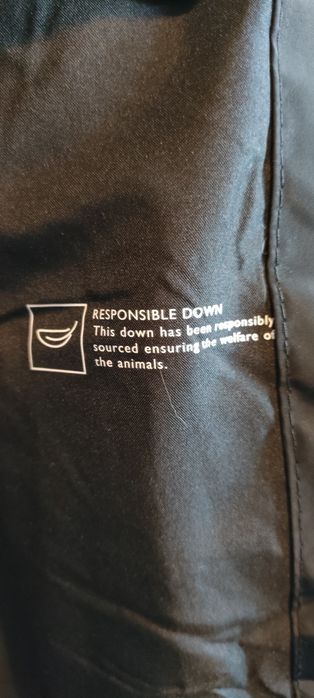 RESPONSIBLE DOWN
This down has been responsibly
sourced ensuring the welfare of
the animals.